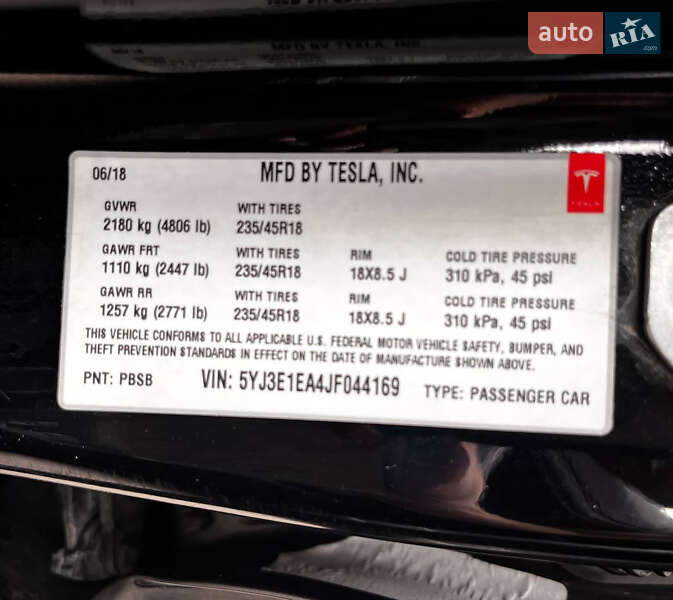 auto RIA
.com
06/18 MFD BY TESLA, INC.
TESLA
GVWR WITH TIRES
2180 kg (4806 lb) 235/45R18
GAWR FRT WITH TIRES RIM COLD TIRE PRESSURE
1110 kg (2447 lb) 235/45R18 18X8.5 J 310 kPa, 45 psi
GAWR RR WITH TIRES RIM COLD TIRE PRESSURE
1257 kg (2771 lb) 235/45R18 18X8.5 J 310 kPa, 45 psi
THIS VEHICLE CONFORMS TO ALL APPLICABLE U.S. FEDERAL MOTOR VEHICLE SAFETY, BUMPER, AND
THEFT PREVENTION STANDARDS IN EFFECT ON THE DATE OF MANUFACTURE SHOWN ABOVE.
PNT: PBSB VIN: 5YJ3E1EA4JF044169 TYPE: PASSENGER CAR